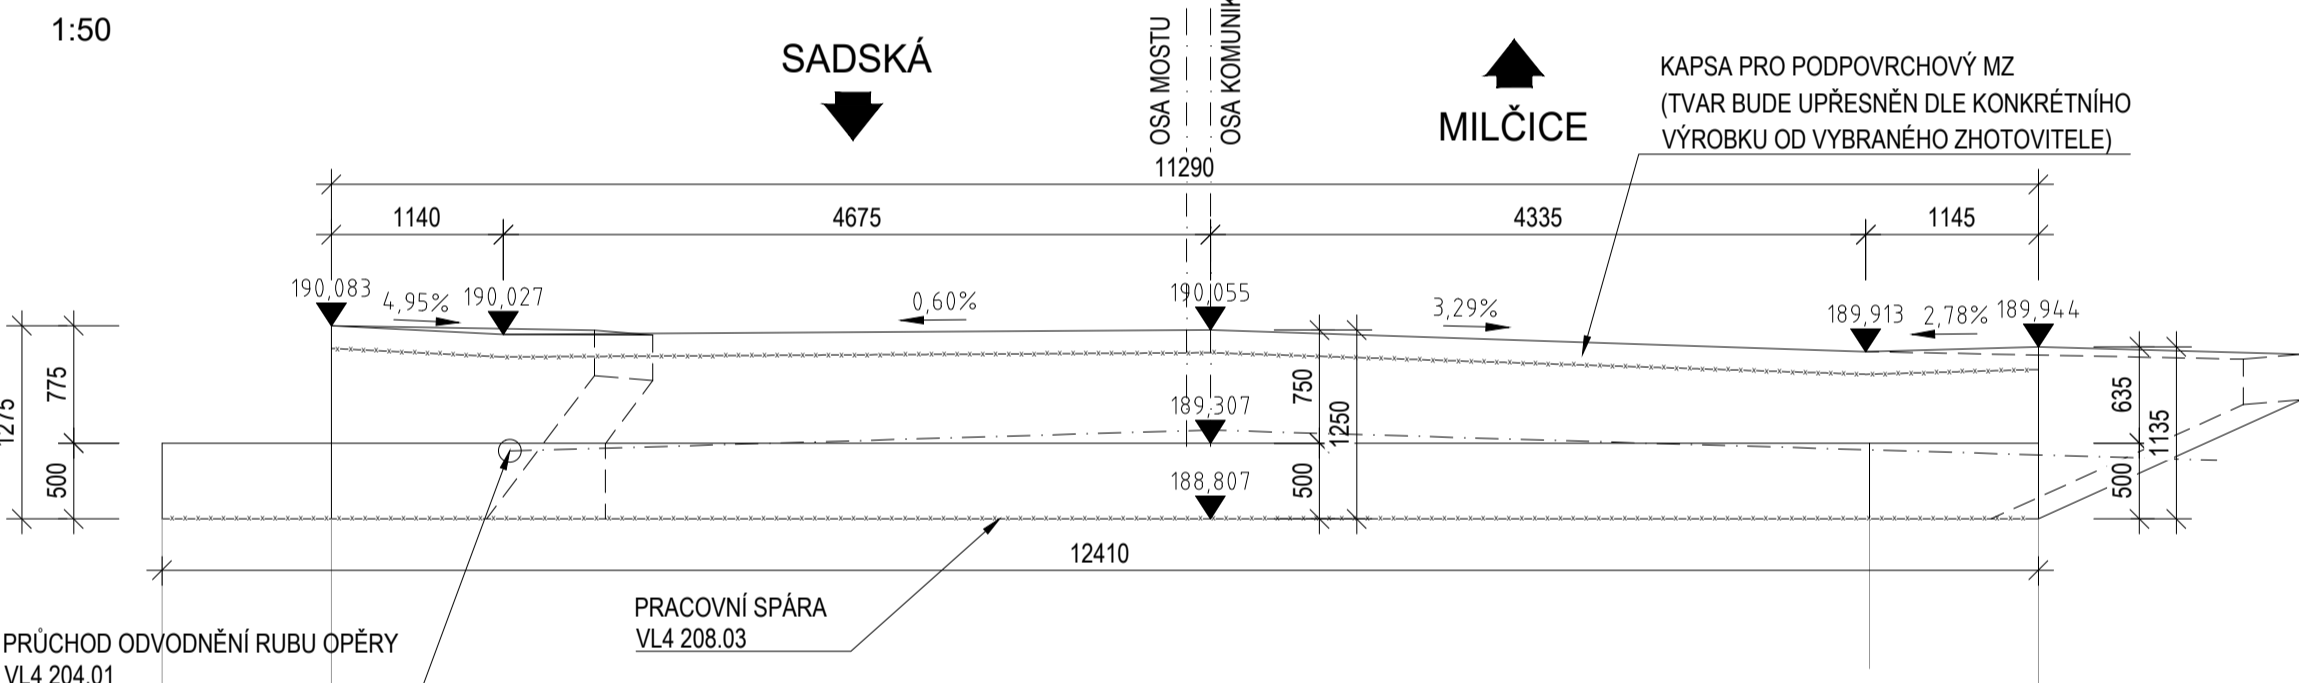 1:50
SADSKÁ
OSA MOSTU
MILČICE
KAPSA PRO PODPOVRCHOVÝ MZ
(TVAR BUDE UPŘESNĚN DLE KONKRÉTNÍHO
VÝROBKU OD VYBRANÉHO ZHOTOVITELE)
11290
1140
4675
4335
1145
190,083
4,95%
190,027
0,60%
190,055
3,29%
189,913
2,78%
189,944
1275
775
500
750
500
1250
189,307
188,807
635
500
1135
12410
PRACOVNÍ SPÁRA
VL4 208.03
PRŮCHOD ODVODNĚNÍ RUBU OPĚRY
VL4 204.01